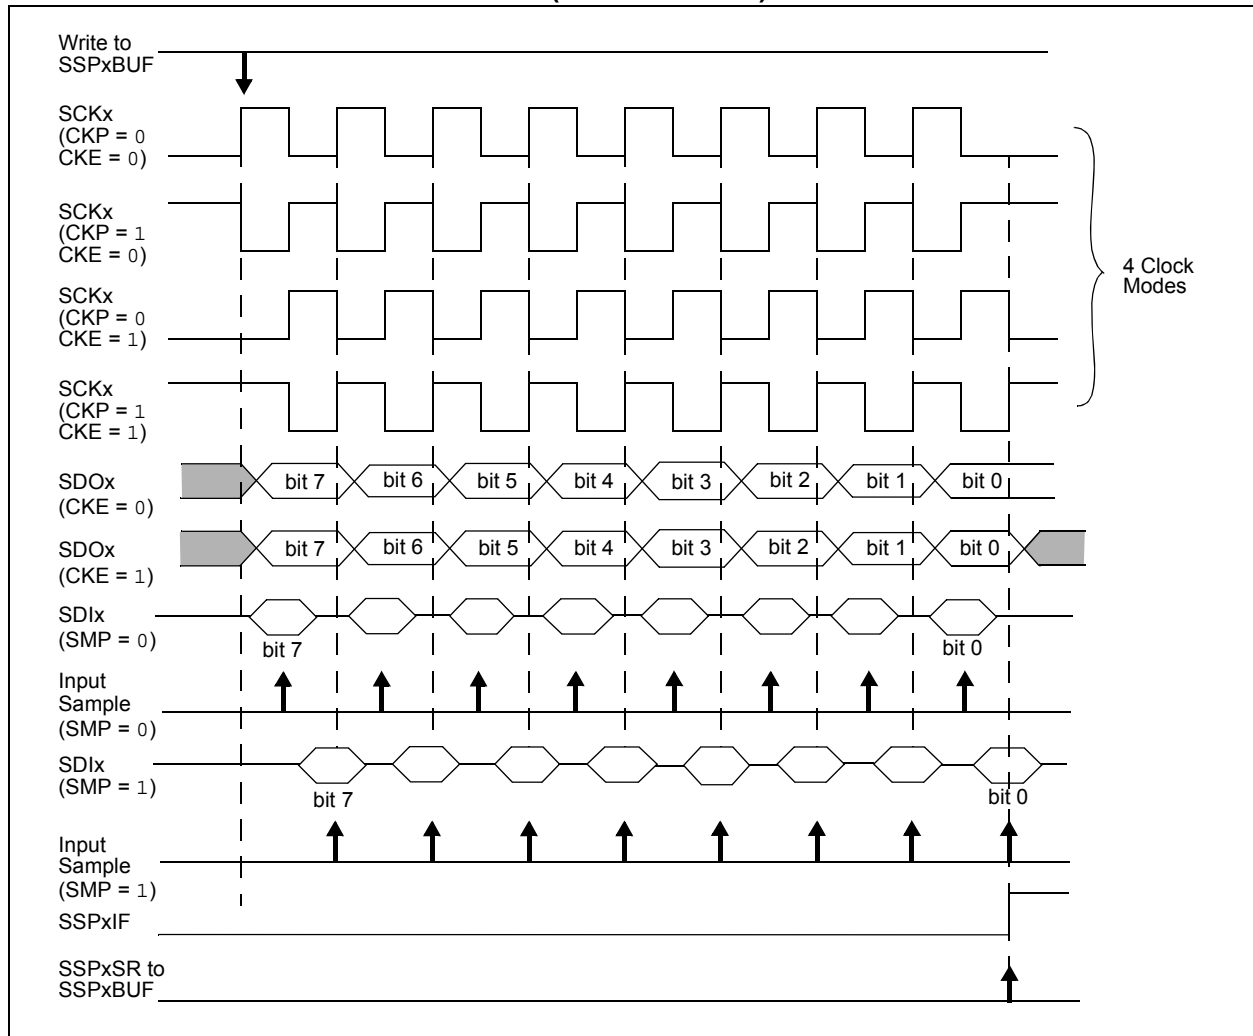 Write to
SSPxBUF
SCKx
(CKP = 0
CKE = 0)
SCKx
(CKP = 1
CKE = 0)
SCKx
(CKP = 0
CKE = 1)
SCKx
(CKP = 1
CKE = 1)
4 Clock
Modes
SDOx
(CKE = 0)
bit 7 bit 6 bit 5 bit 4 bit 3 bit 2 bit 1 bit 0
SDOx
(CKE = 1)
bit 7 bit 6 bit 5 bit 4 bit 3 bit 2 bit 1 bit 0
SDIx
(SMP = 0)
bit 7 bit 0
Input
Sample
(SMP = 0)
SDIx
(SMP = 1)
bit 7 bit 0
Input
Sample
(SMP = 1)
SSPxIF
SSPxSR to
SSPxBUF